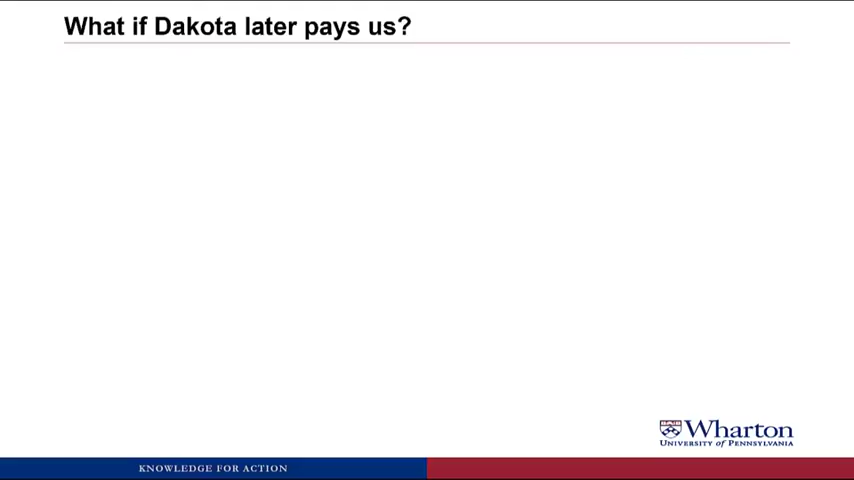 What if Dakota later pays us?
Wharton
UNIVERSITY OF PENNSYLVANIA
KNOWLEDGE FOR ACTION